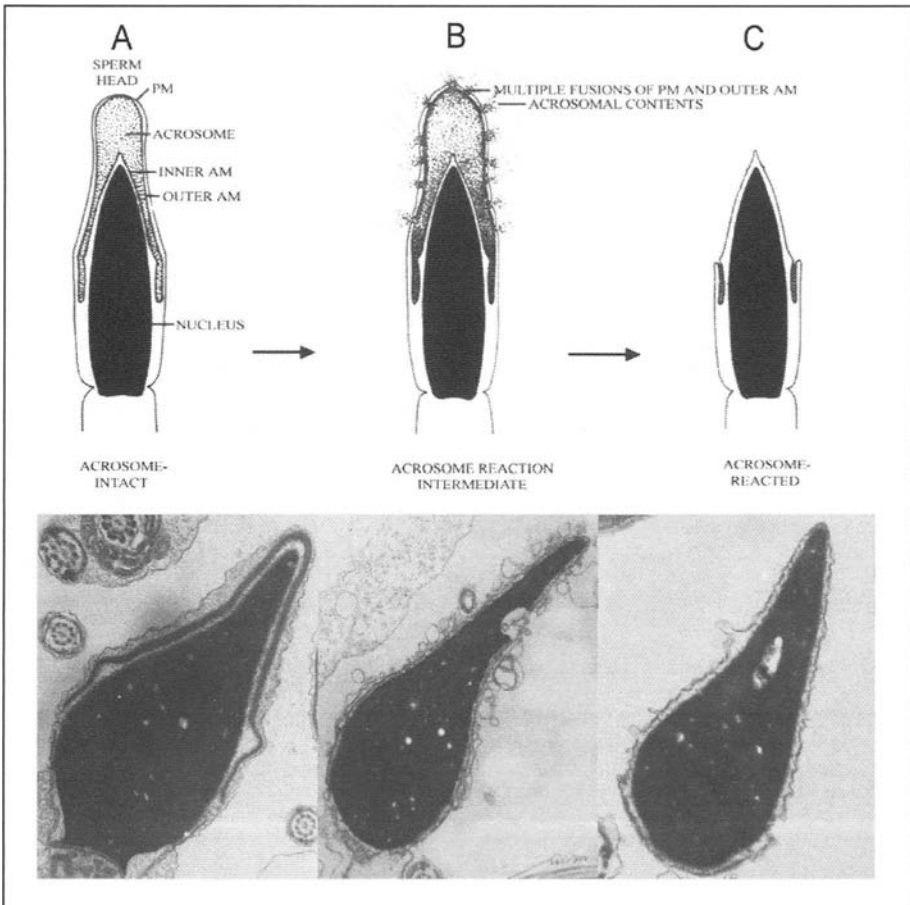 A
B
C
SPERM
HEAD
PM
ACROSOME
INNER AM
OUTER AM
NUCLEUS
MULTIPLE FUSIONS OF PM AND OUTER AM
ACROSOMAL CONTENTS
ACROSOME-
INTACT
ACROSOME REACTION
INTERMEDIATE
ACROSOME-
REACTED